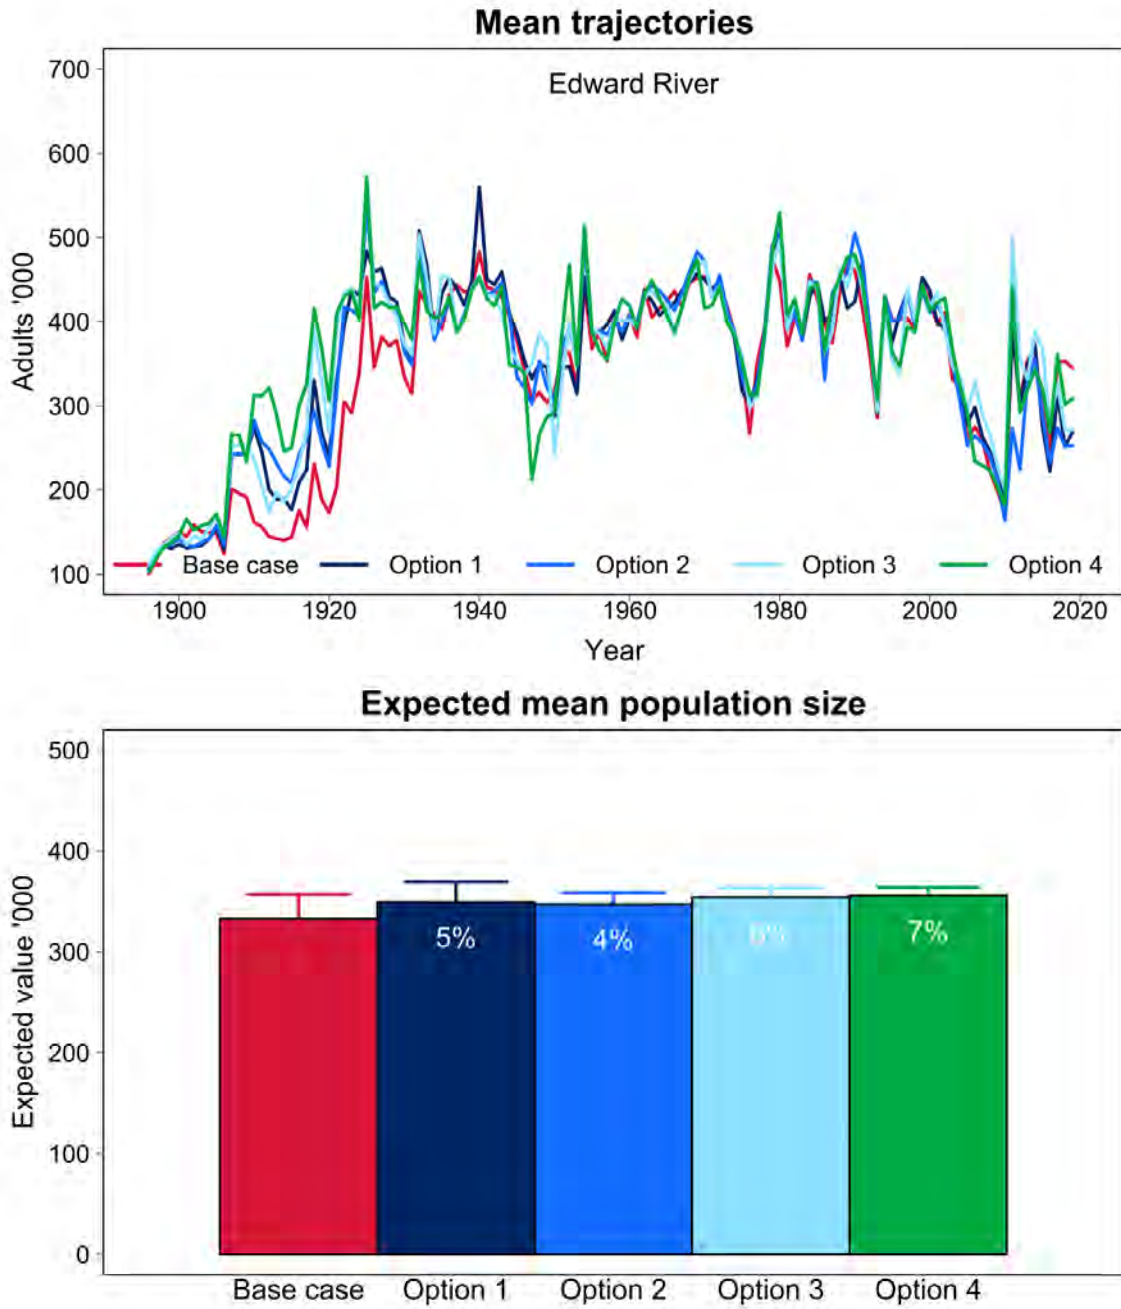 Mean trajectories
Edward River
700
600
500
400
300
200
100
Adults '000
Base case Option 1 Option 2 Option 3 Option 4
1900 1920 1940 1960 1980 2000 2020
Year
Expected mean population size
500
400
300
200
100
0
Expected value '000
5% 4% 6% 7%
Base case Option 1 Option 2 Option 3 Option 4